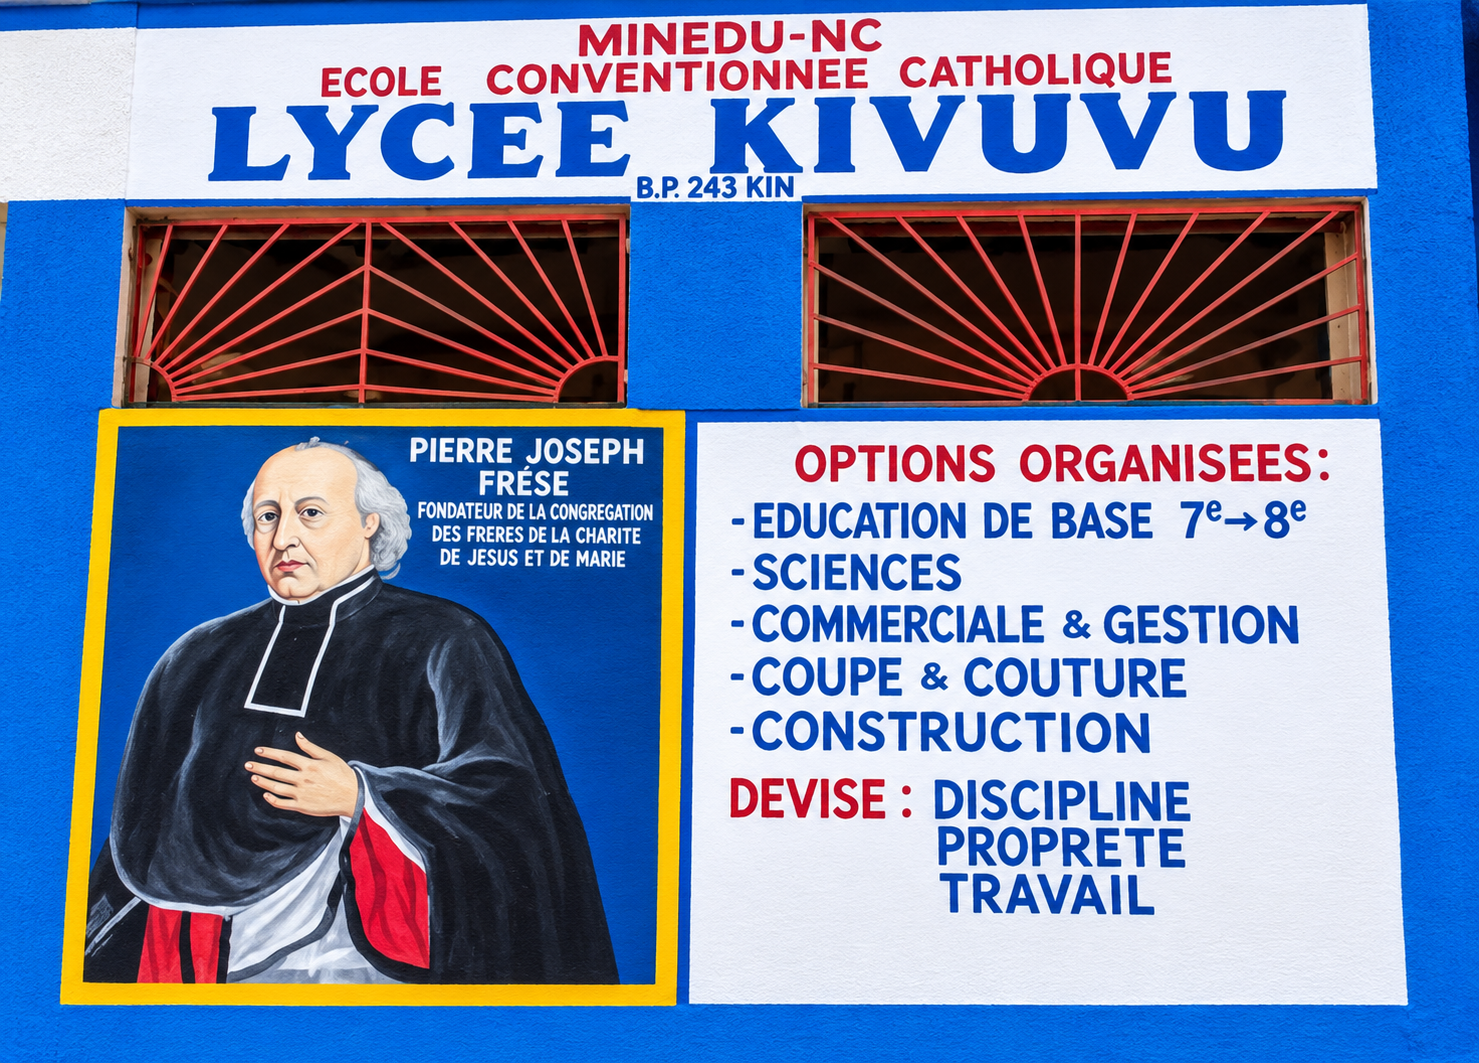 MINEDU-NC
ECOLE CONVENTIONNEE CATHOLIQUE
LYCEE KIVUVU
B.P. 243 KIN
PIERRE JOSEPH
FRÉSE
FONDATEUR DE LA CONGREGATION
DES FRERES DE LA CHARITE
DE JESUS ET DE MARIE
OPTIONS ORGANISEES:
-EDUCATION DE BASE 7e→8e
-SCIENCES
-COMMERCIALE & GESTION
-COUPE & COUTURE
-CONSTRUCTION
DEVISE: DISCIPLINE
PROPRETE
TRAVAIL